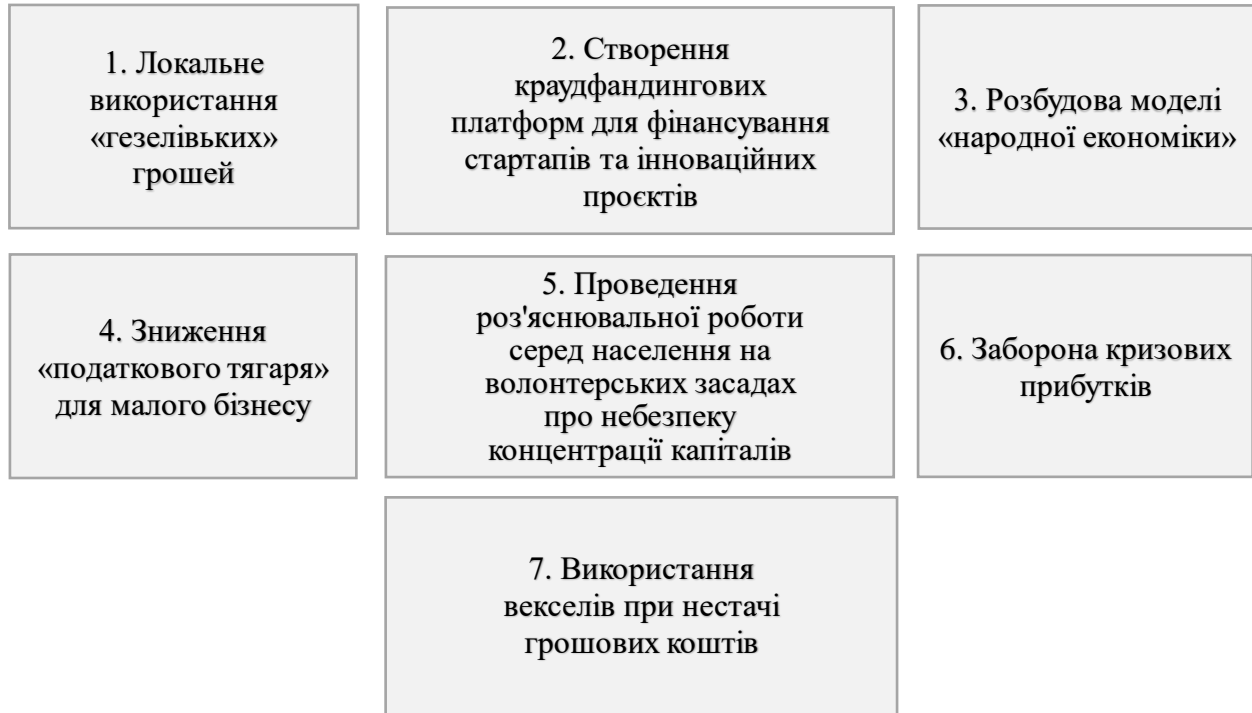 1. Локальне
використання
«гезелівьких»
грошей
2. Створення
краудфандингових
платформ для фінансування
стартапів та інноваційних
проєктів
3. Розбудова моделі
«народної економіки»
4. Зниження
«податкового тягаря»
для малого бізнесу
5. Проведення
роз'яснювальної роботи
серед населення на
волонтерських засадах
про небезпеку
концентрації капіталів
6. Заборона кризових
прибутків
7. Використання
векселів при нестачі
грошових коштів